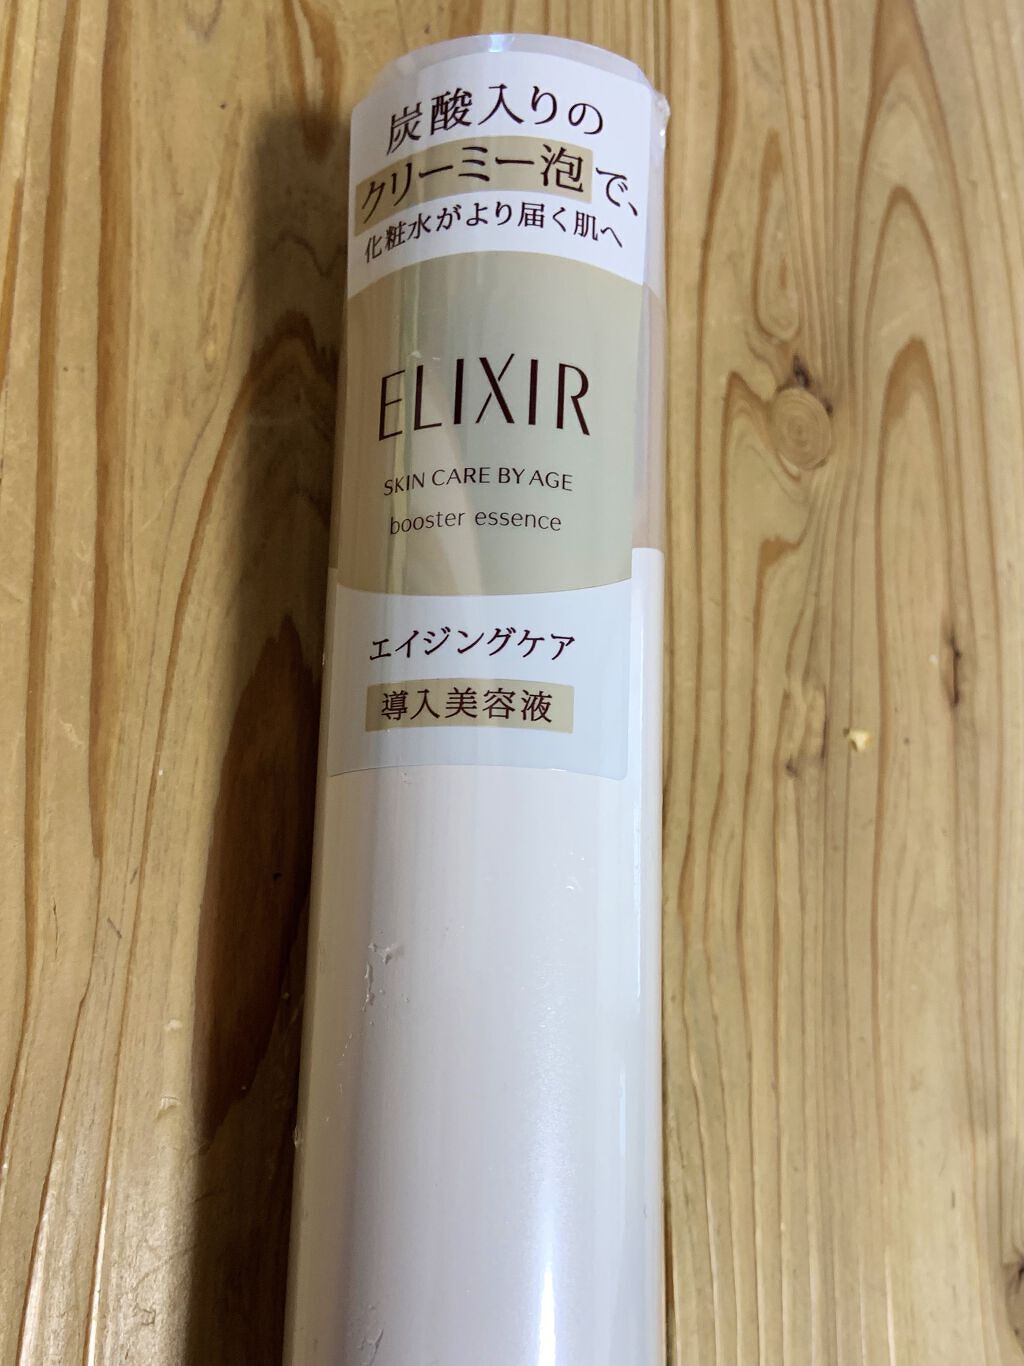 炭酸入りの
クリーミー泡で、
化粧水がより届く肌へ
ELIXIR
SKIN CARE BY AGE
booster essence
エイジングケア
導入美容液